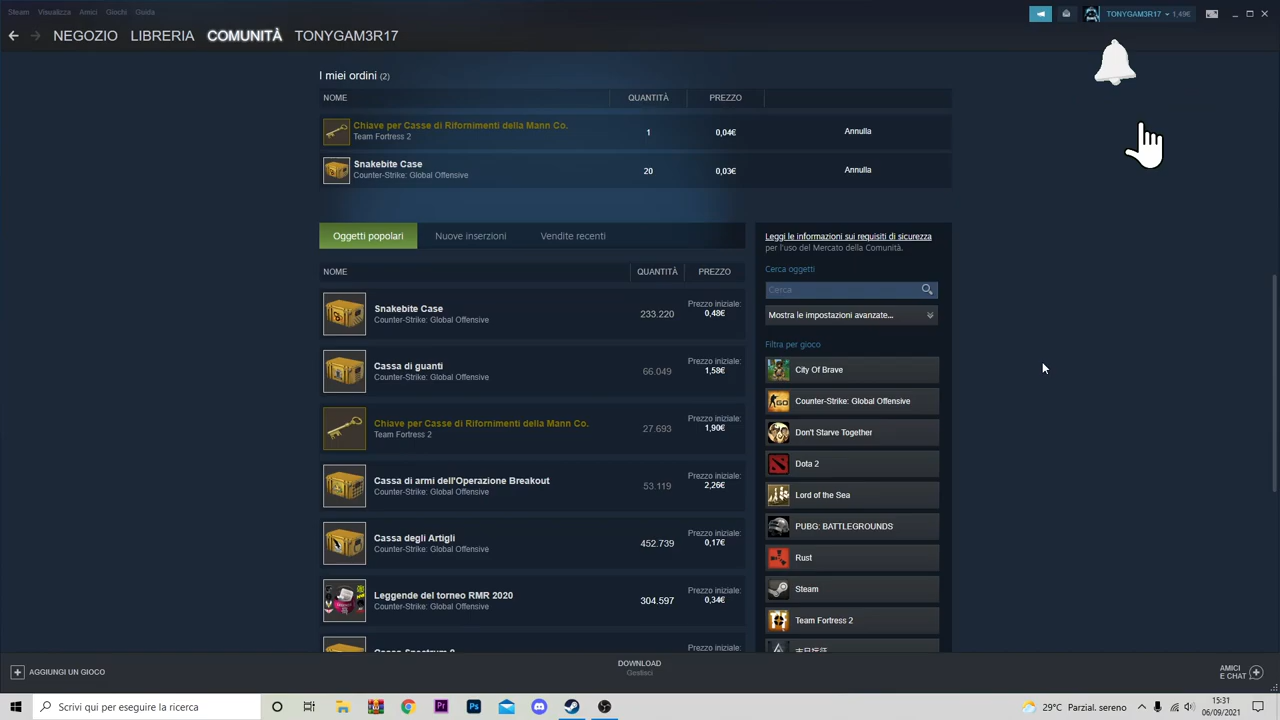 Steam Visualizza Amici Giochi Guida
TONYGAM3R17 1,49€
NEGOZIO LIBRERIA COMUNITÀ TONYGAM3R17
I miei ordini (2)
NOME QUANTITÀ PREZZO
Chiave per Casse di Rifornimenti della Mann Co.
Team Fortress 2
1 0,04€ Annulla
Snakebite Case
Counter-Strike: Global Offensive
20 0,03€ Annulla
Oggetti popolari Nuove inserzioni Vendite recenti
NOME QUANTITÀ PREZZO
Snakebite Case
Counter-Strike: Global Offensive
233.220
Prezzo iniziale:
0,48€
Cassa di guanti
Counter-Strike: Global Offensive
66.049
Prezzo iniziale:
1,58€
Chiave per Casse di Rifornimenti della Mann Co.
Team Fortress 2
27.693
Prezzo iniziale:
1,90€
Cassa di armi dell'Operazione Breakout
Counter-Strike: Global Offensive
53.119
Prezzo iniziale:
2,26€
Cassa degli Artigli
Counter-Strike: Global Offensive
452.739
Prezzo iniziale:
0,17€
Leggende del torneo RMR 2020
Counter-Strike: Global Offensive
304.597
Prezzo iniziale:
0,34€
Leggi le informazioni sui requisiti di sicurezza
per l'uso del Mercato della Comunità.
Cerca oggetti
Cerca
Mostra le impostazioni avanzate...
Filtra per gioco
City Of Brave
Counter-Strike: Global Offensive
Don't Starve Together
Dota 2
Lord of the Sea
PUBG: BATTLEGROUNDS
Rust
Steam
Team Fortress 2
AGGIUNGI UN GIOCO
DOWNLOAD
Gestisci
AMICI
E CHAT
Scrivi qui per eseguire la ricerca
29°C Parzial. sereno
15:31
06/09/2021